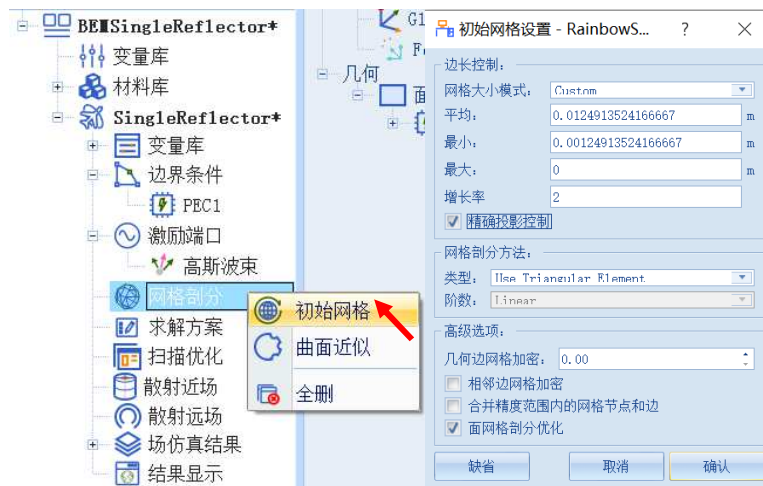 BEMSingleReflector*
变量库
材料库
SingleReflector*
变量库
边界条件
PEC1
激励端口
高斯波束
网格剖分
求解方案
扫描优化
散射近场
散射远场
场仿真结果
结果显示
几何
初始网格
曲面近似
全删
初始网格设置 - RainbowS... ? ×
边长控制:
网格大小模式: Custom
平均: 0.0124913524166667 m
最小: 0.00124913524166667 m
最大: 0 m
增长率 2
精确投影控制
网格剖分方法:
类型: Use Triangular Element
阶数: Linear
高级选项:
几何边网格加密: 0.00
相邻边网格加密
合并精度范围内的网格节点和边
面网格剖分优化
缺省 取消 确认